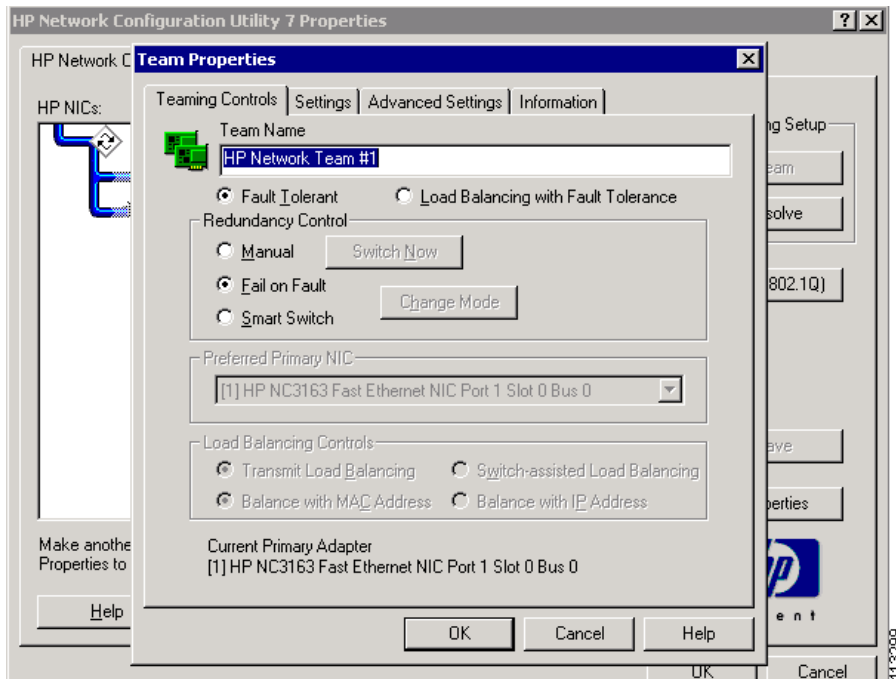 HP Network Configuration Utility 7 Properties
HP Network C
HP NICs:
Team Properties
Teaming Controls
Settings
Advanced Settings
Information
Team Name
HP Network Team #1
Fault Tolerant
Load Balancing with Fault Tolerance
Redundancy Control
Manual
Switch Now
Fail on Fault
Change Mode
Smart Switch
Preferred Primary NIC
[1] HP NC3163 Fast Ethernet NIC Port 1 Slot 0 Bus 0
Load Balancing Controls
Transmit Load Balancing
Switch-assisted Load Balancing
Balance with MAC Address
Balance with IP Address
Current Primary Adapter
[1] HP NC3163 Fast Ethernet NIC Port 1 Slot 0 Bus 0
OK
Cancel
Help
ng Setup
eam
solve
802.1Q)
ave
perties
hp
e n t
Make anothe
Properties to
Help
OK
Cancel